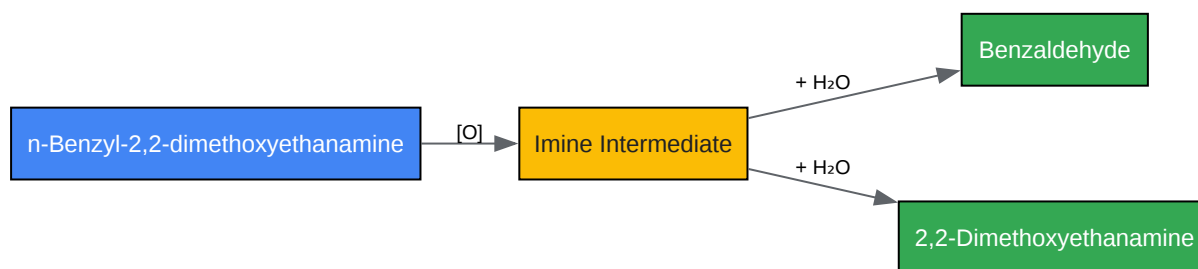 n-Benzyl-2,2-dimethoxyethanamine
[O]
Imine Intermediate
+ H₂O
Benzaldehyde
+ H₂O
2,2-Dimethoxyethanamine